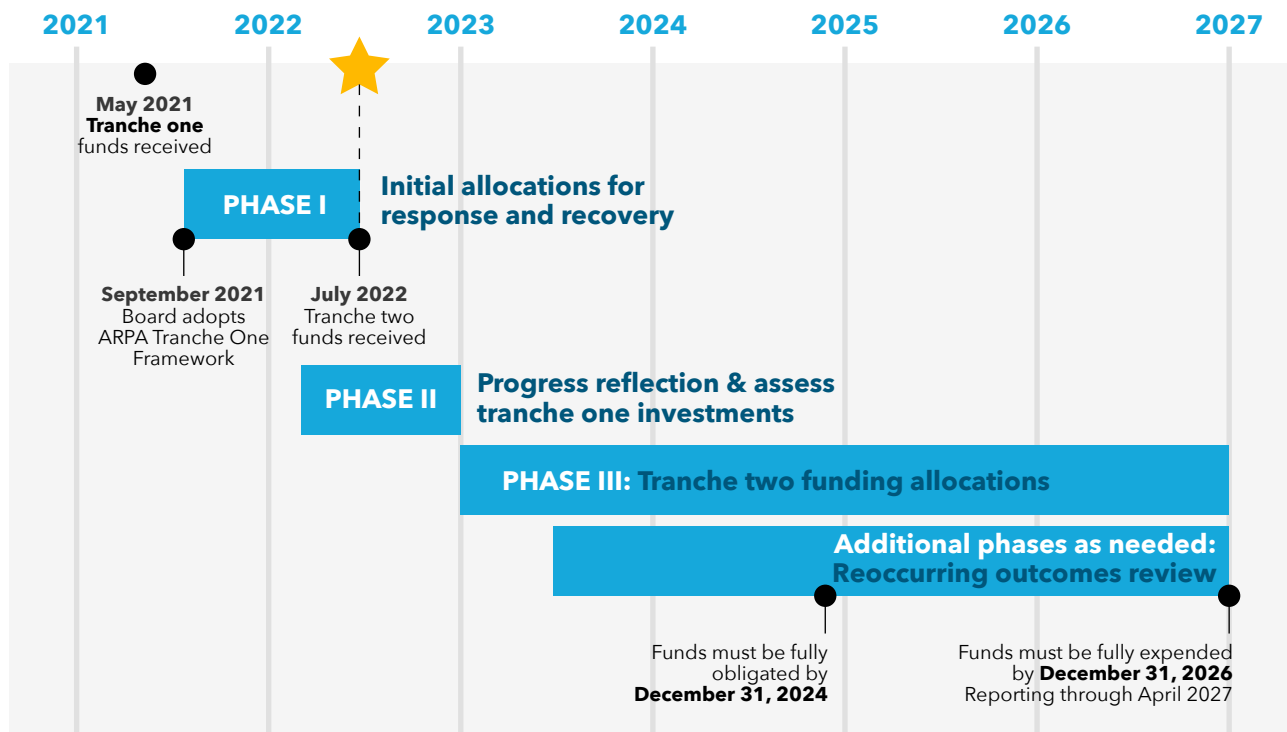 2021 2022 2023 2024 2025 2026 2027
May 2021
Tranche one
funds received
PHASE I
Initial allocations for
response and recovery
September 2021
Board adopts
ARPA Tranche One
Framework
July 2022
Tranche two
funds received
PHASE II
Progress reflection & assess
tranche one investments
PHASE III: Tranche two funding allocations
Additional phases as needed:
Reoccurring outcomes review
Funds must be fully
obligated by
December 31, 2024
Funds must be fully expended
by December 31, 2026
Reporting through April 2027